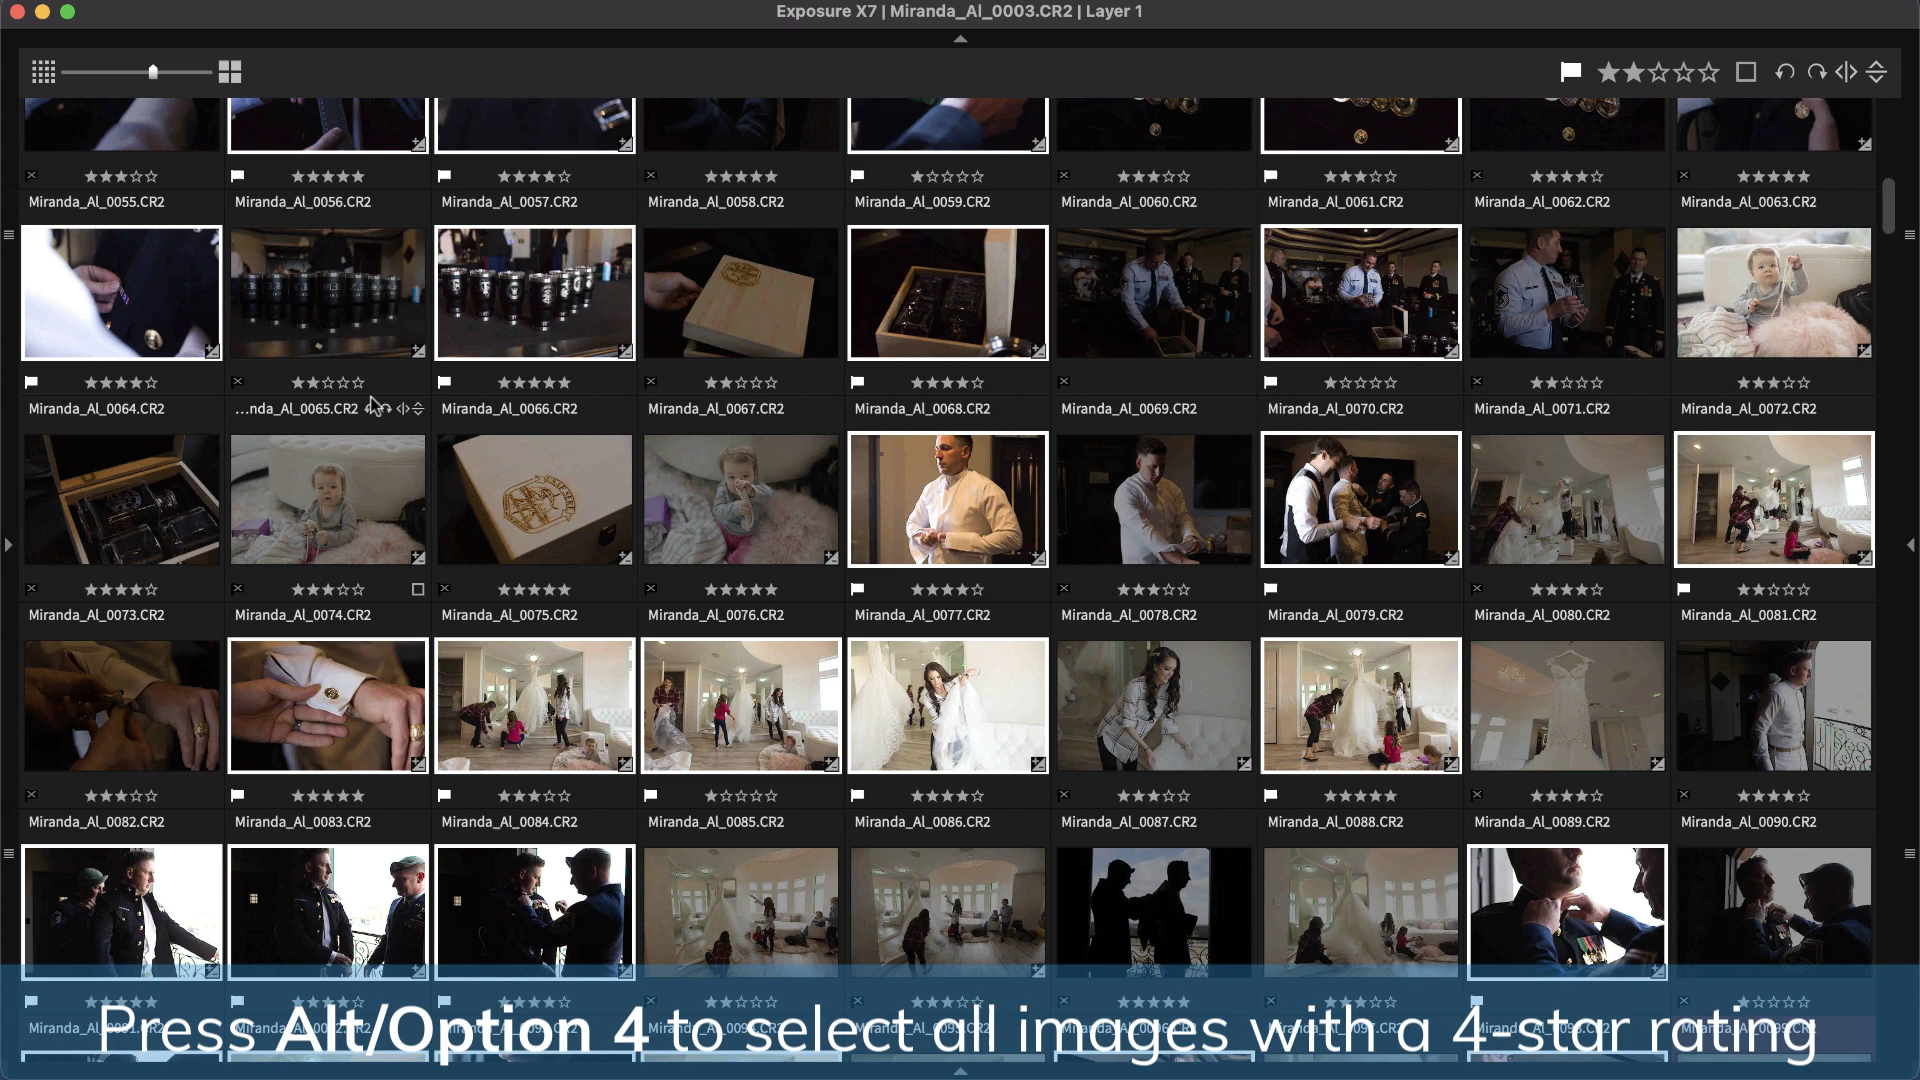 Exposure X7 | Miranda_Al_0003.CR2 | Layer 1
Miranda_Al_0055.CR2
Miranda_Al_0056.CR2
Miranda_Al_0057.CR2
Miranda_Al_0058.CR2
Miranda_Al_0059.CR2
Miranda_Al_0060.CR2
Miranda_Al_0061.CR2
Miranda_Al_0062.CR2
Miranda_Al_0063.CR2
Miranda_Al_0064.CR2
...nda_Al_0065.CR2
Miranda_Al_0066.CR2
Miranda_Al_0067.CR2
Miranda_Al_0068.CR2
Miranda_Al_0069.CR2
Miranda_Al_0070.CR2
Miranda_Al_0071.CR2
Miranda_Al_0072.CR2
Miranda_Al_0073.CR2
Miranda_Al_0074.CR2
Miranda_Al_0075.CR2
Miranda_Al_0076.CR2
Miranda_Al_0077.CR2
Miranda_Al_0078.CR2
Miranda_Al_0079.CR2
Miranda_Al_0080.CR2
Miranda_Al_0081.CR2
Miranda_Al_0082.CR2
Miranda_Al_0083.CR2
Miranda_Al_0084.CR2
Miranda_Al_0085.CR2
Miranda_Al_0086.CR2
Miranda_Al_0087.CR2
Miranda_Al_0088.CR2
Miranda_Al_0089.CR2
Miranda_Al_0090.CR2
Press Alt/Option 4 to select all images with a 4-star rating